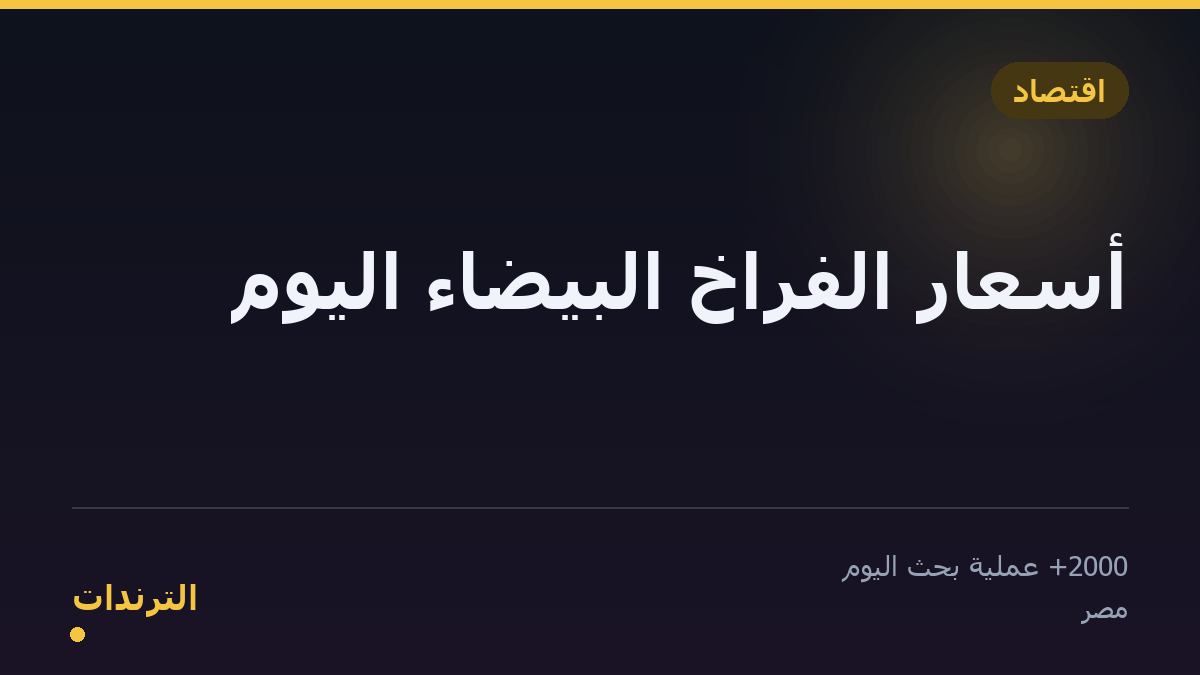 اقتصاد
أسعار الفراخ البيضاء اليوم
2000+ عملية بحث اليوم
مصر
الترندات